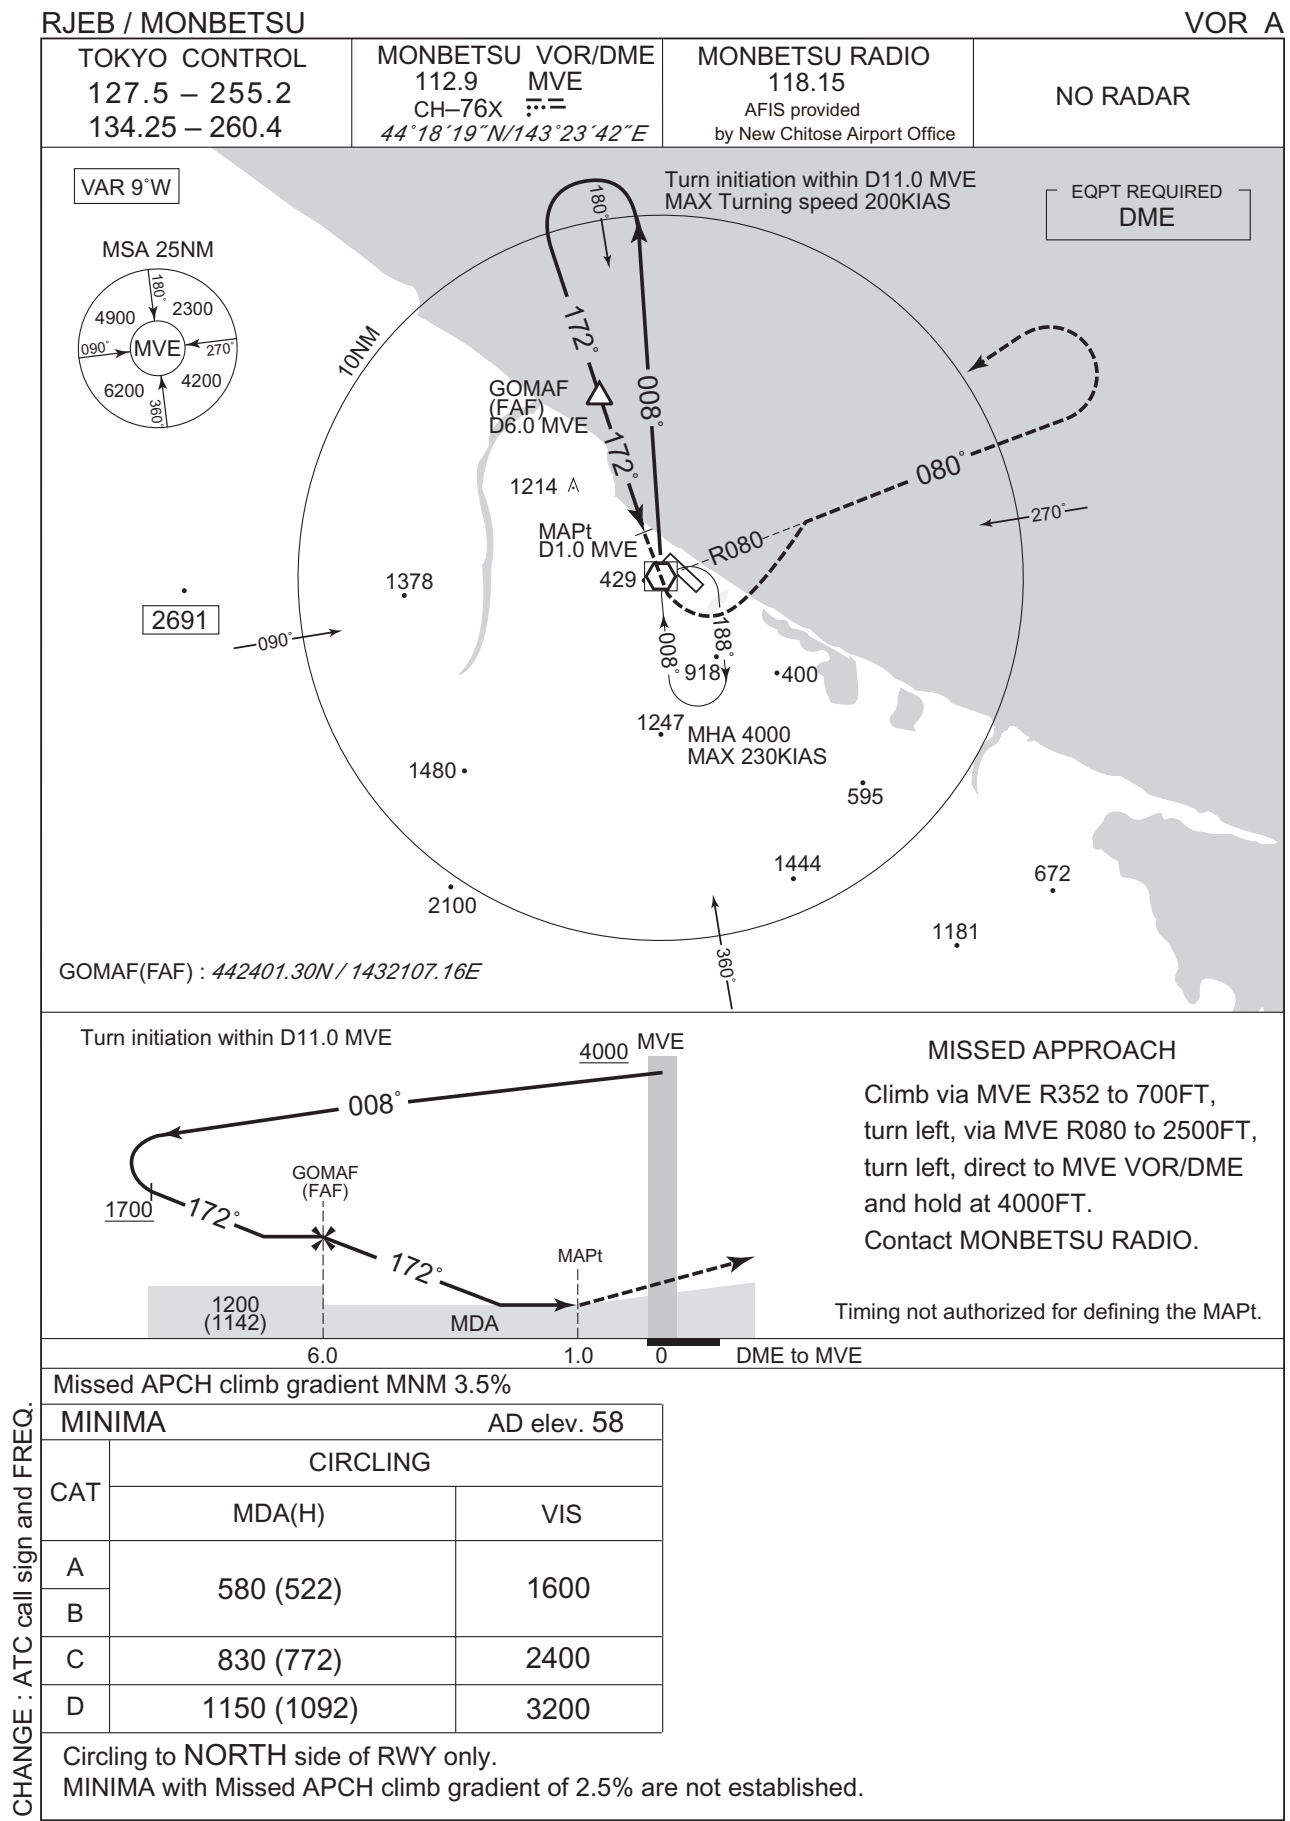 RJEB / MONBETSU
VOR A
TOKYO CONTROL
127.5 – 255.2
134.25 – 260.4
MONBETSU VOR/DME
112.9 MVE
CH–76X
44°18´19˝N/143°23´42˝E
MONBETSU RADIO
118.15
AFIS provided
by New Chitose Airport Office
NO RADAR
VAR 9°W
Turn initiation within D11.0 MVE
MAX Turning speed 200KIAS
EQPT REQUIRED
DME
MSA 25NM
180°
4900
2300
090°
MVE
270°
6200
4200
360°
180°
10NM
172°
008°
GOMAF
(FAF)
D6.0 MVE
172°
080°
1214
270°
MAPt
D1.0 MVE
R080
429
1378
2691
090°
008°
188°
918
400
1247
MHA 4000
MAX 230KIAS
1480
595
1444
672
2100
1181
360°
GOMAF(FAF) : 442401.30N / 1432107.16E
Turn initiation within D11.0 MVE
4000
MVE
008°
GOMAF
(FAF)
1700
172°
172°
MAPt
1200
(1142)
MDA
6.0
1.0
0
DME to MVE
MISSED APPROACH
Climb via MVE R352 to 700FT,
turn left, via MVE R080 to 2500FT,
turn left, direct to MVE VOR/DME
and hold at 4000FT.
Contact MONBETSU RADIO.
Timing not authorized for defining the MAPt.
Missed APCH climb gradient MNM 3.5%
MINIMA
AD elev. 58
CAT
CIRCLING
MDA(H)
VIS
A
B
580 (522)
1600
C
830 (772)
2400
D
1150 (1092)
3200
Circling to NORTH side of RWY only.
MINIMA with Missed APCH climb gradient of 2.5% are not established.
CHANGE : ATC call sign and FREQ.